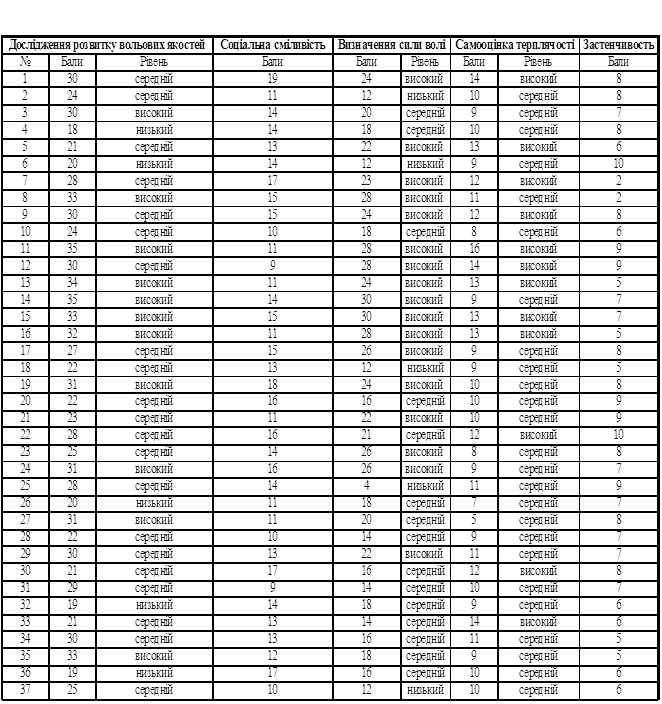 Дослідження розвитку вольових якостей Соціальна сміливість Визначення сили волі Самооцінка терплячості Застенчивость
№ Бали Рівень Бали Бали Рівень Бали Рівень Бали
1 30 середній 19 24 високий 14 високий 8
2 24 середній 11 12 низький 10 середній 8
3 30 високий 14 20 середній 9 середній 7
4 18 низький 14 18 середній 10 середній 8
5 21 середній 13 22 високий 13 високий 6
6 20 низький 14 12 низький 9 середній 10
7 28 середній 17 23 високий 12 високий 2
8 33 високий 15 28 високий 11 середній 2
9 30 середній 15 24 високий 12 високий 8
10 24 середній 10 18 середній 8 середній 6
11 35 високий 11 28 високий 16 високий 9
12 30 середній 9 28 високий 14 високий 9
13 34 високий 11 24 високий 13 високий 5
14 35 високий 14 30 високий 9 середній 7
15 33 високий 15 30 високий 13 високий 7
16 32 високий 11 28 високий 13 високий 5
17 27 середній 15 26 високий 9 середній 8
18 22 середній 13 12 низький 9 середній 5
19 31 високий 18 24 високий 10 середній 8
20 22 середній 16 16 середній 10 середній 9
21 23 середній 11 22 високий 10 середній 9
22 28 середній 16 21 середній 12 високий 10
23 25 середній 14 26 високий 8 середній 8
24 31 високий 16 26 високий 9 середній 7
25 28 середній 14 4 низький 11 середній 9
26 20 низький 11 18 середній 7 середній 7
27 31 високий 11 20 середній 5 середній 8
28 22 середній 10 14 середній 9 середній 7
29 30 середній 13 22 високий 11 середній 7
30 21 середній 17 16 середній 12 високий 8
31 29 середній 9 14 середній 10 середній 7
32 19 низький 14 18 середній 9 середній 6
33 21 середній 13 14 середній 14 високий 6
34 30 середній 13 16 середній 11 середній 5
35 33 високий 12 18 середній 9 середній 5
36 19 низький 17 16 середній 10 середній 6
37 25 середній 10 12 низький 10 середній 6